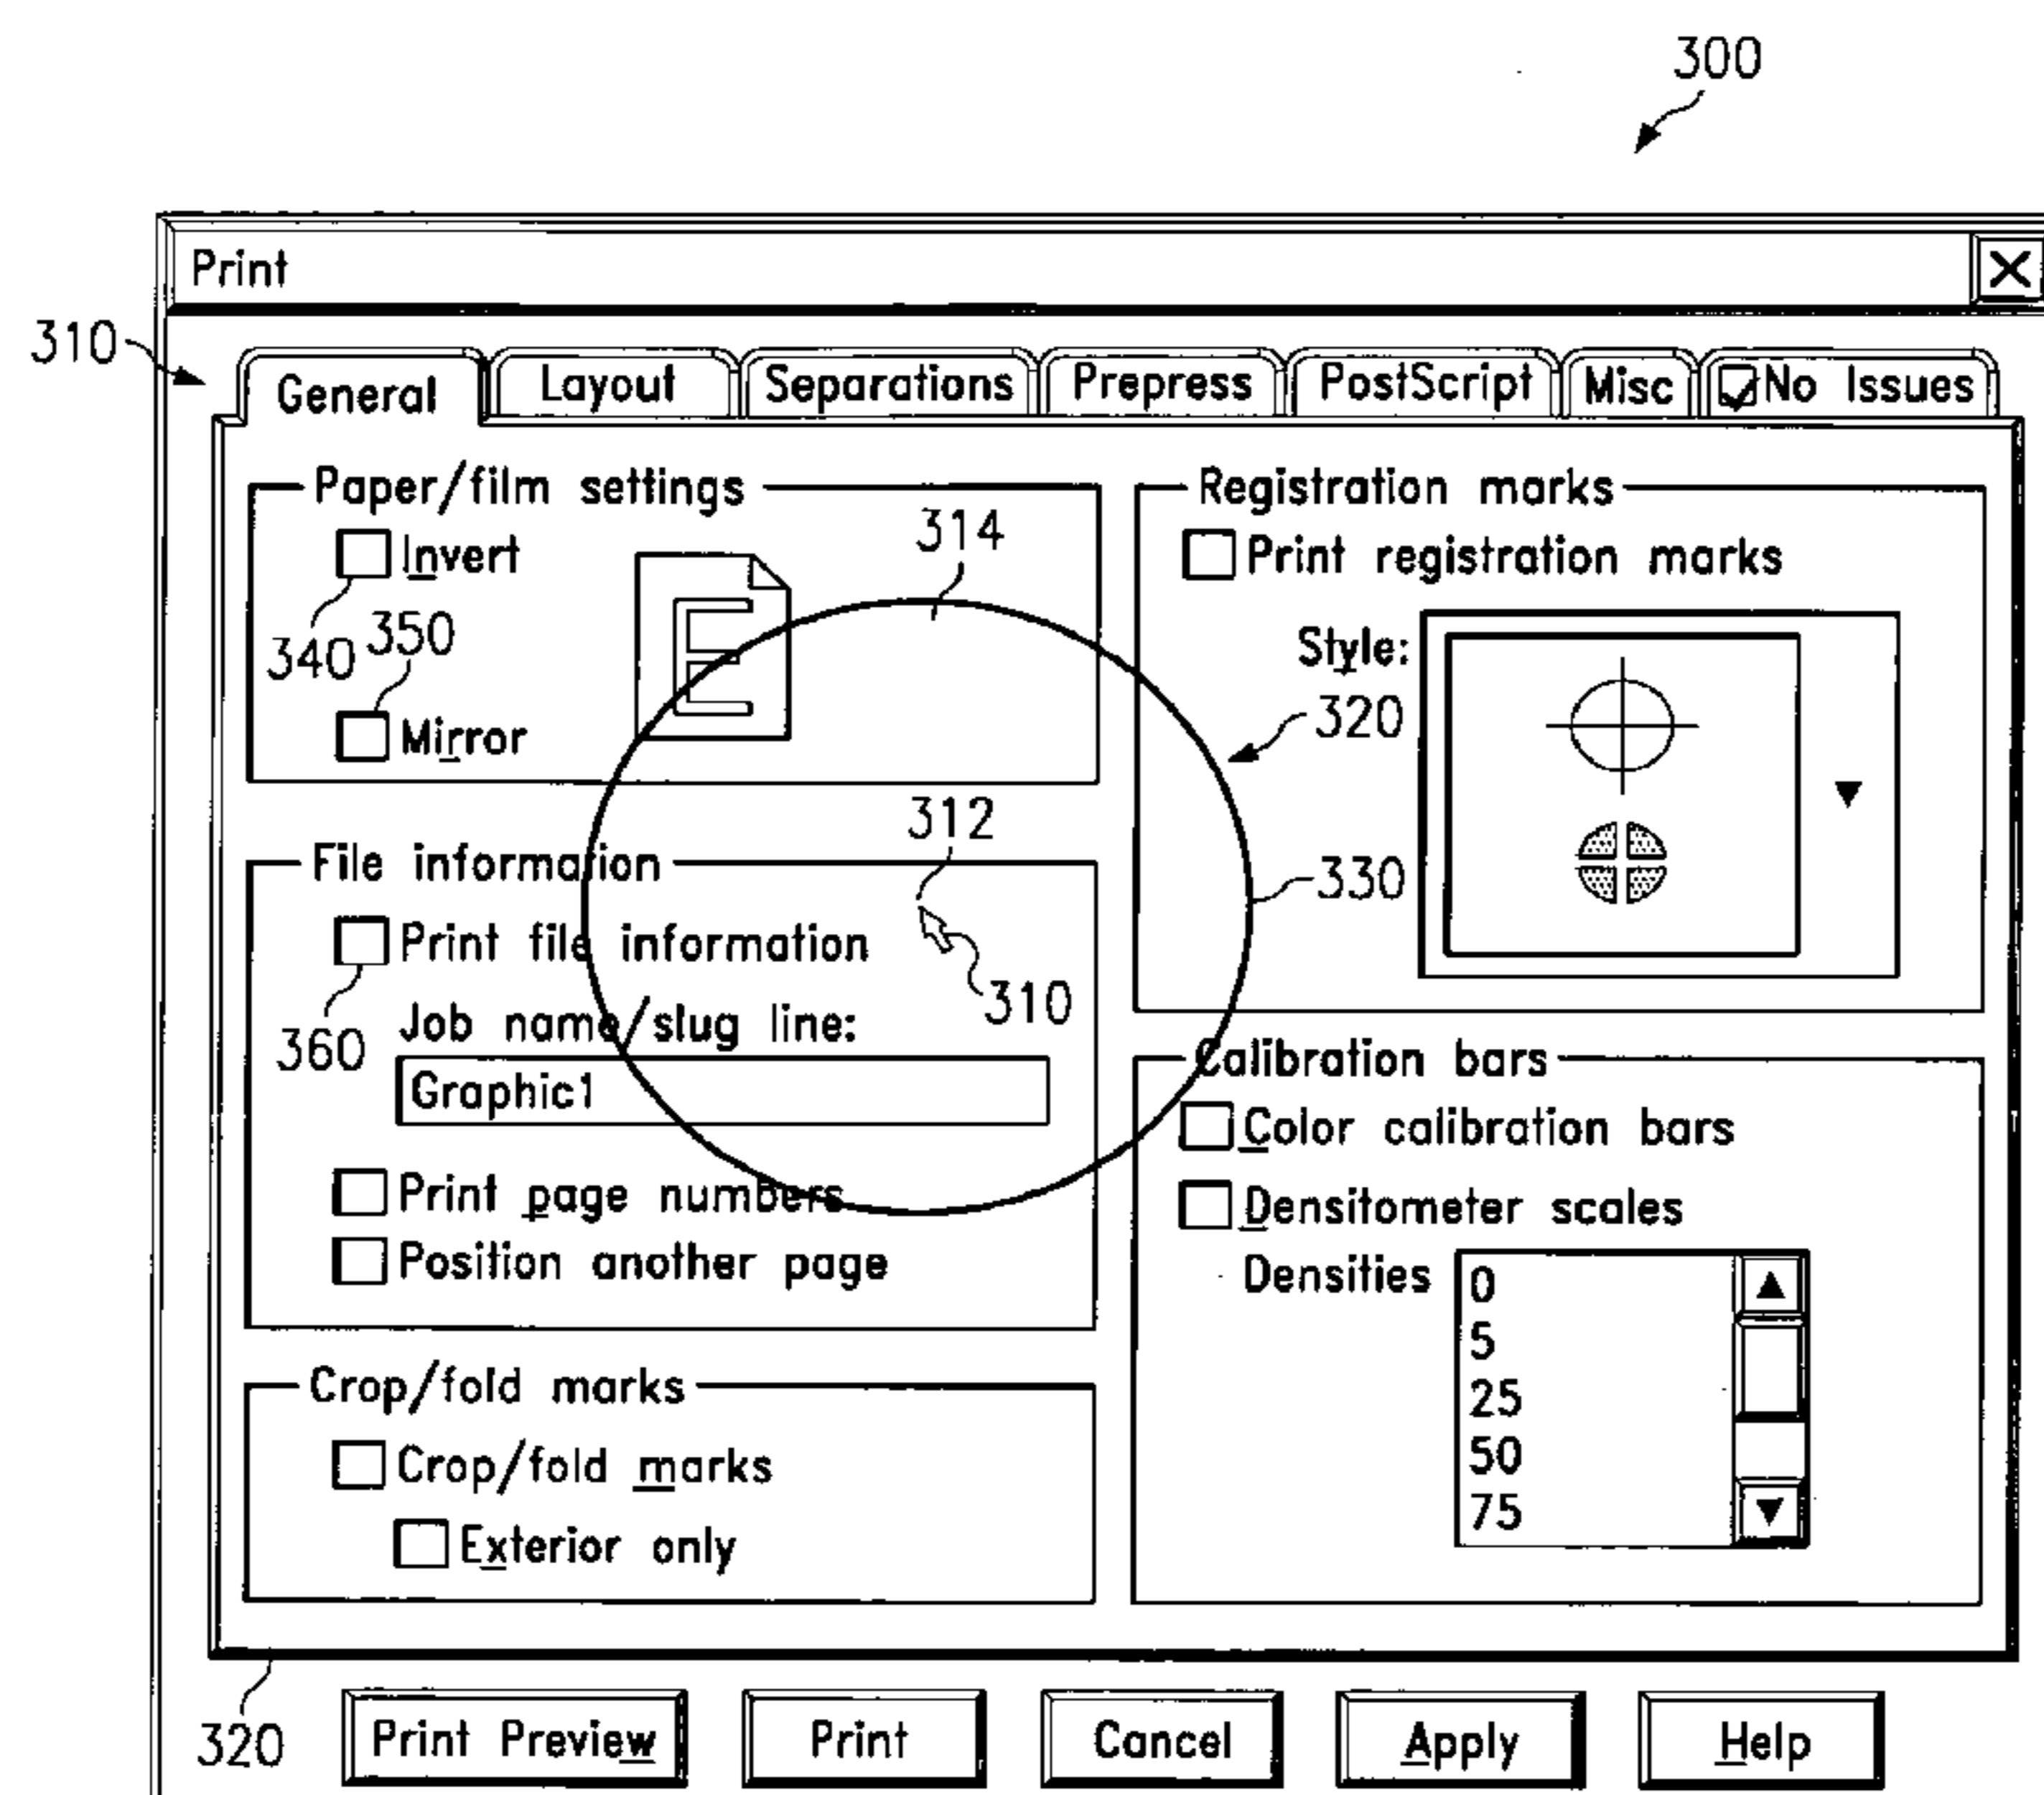 300
Print
310
General Layout Separations Prepress PostScript Misc No Issues
Paper/film settings
314
Invert
340
350
Mirror
312
File information
Print file information
310
360
Job name/slug line:
Graphic1
Print page numbers
Position another page
Crop/fold marks
Crop/fold marks
Exterior only
Registration marks
Print registration marks
Style:
320
330
Calibration bars
Color calibration bars
Densitometer scales
Densities
0
5
25
50
75
320
Print Preview Print Cancel Apply Help